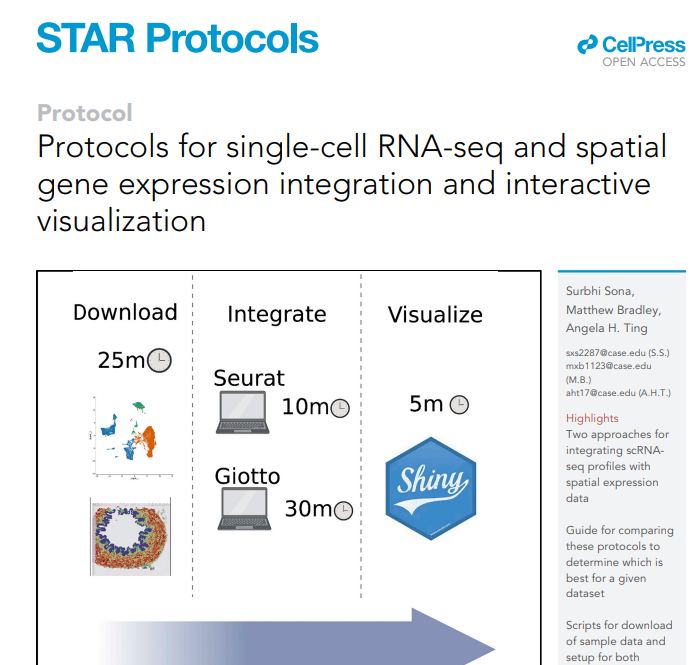 STAR Protocols
CellPress
OPEN ACCESS
Protocol
Protocols for single-cell RNA-seq and spatial
gene expression integration and interactive
visualization
Download
25m
Integrate
Seurat
10m
Giotto
30m
Visualize
5m
Shiny
Surbhi Sona,
Matthew Bradley,
Angela H. Ting
sxs2287@case.edu (S.S.)
mxb1123@case.edu
(M.B.)
aht17@case.edu (A.H.T.)
Highlights
Two approaches for
integrating scRNA-
seq profiles with
spatial expression
data
Guide for comparing
these protocols to
determine which is
best for a given
dataset
Scripts for download
of sample data and
setup for both